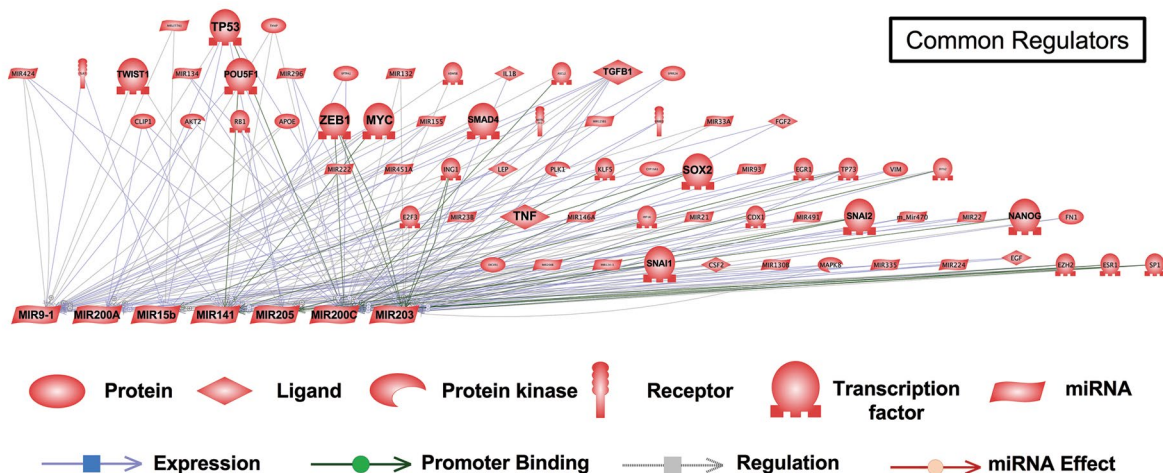 TP53
Common Regulators
MIR424
TWIST1
MIR134
POU5F1
MIR296
MIR132
IL1B
TGFB1
CLIP1
AKT2
RB1
APOE
ZEB1
MYC
MIR155
SMAD4
MIR33A
FGF2
MIR222
MIR451A
ING1
LEP
PLK1
KLF5
SOX2
MIR93
EGR1
TP73
VIM
E2F3
MIR23B
TNF
MIR146A
MIR21
CDX1
MIR491
SNAI2
m_Mir470
MIR22
NANOG
FN1
SNAI1
CSF2
MIR130B
MAPK8
MIR335
MIR224
EGF
EZH2
ESR1
SP1
MIR9-1
MIR200A
MIR15b
MIR141
MIR205
MIR200C
MIR203
Protein
Ligand
Protein kinase
Receptor
Transcription
factor
miRNA
Expression
Promoter Binding
Regulation
miRNA Effect